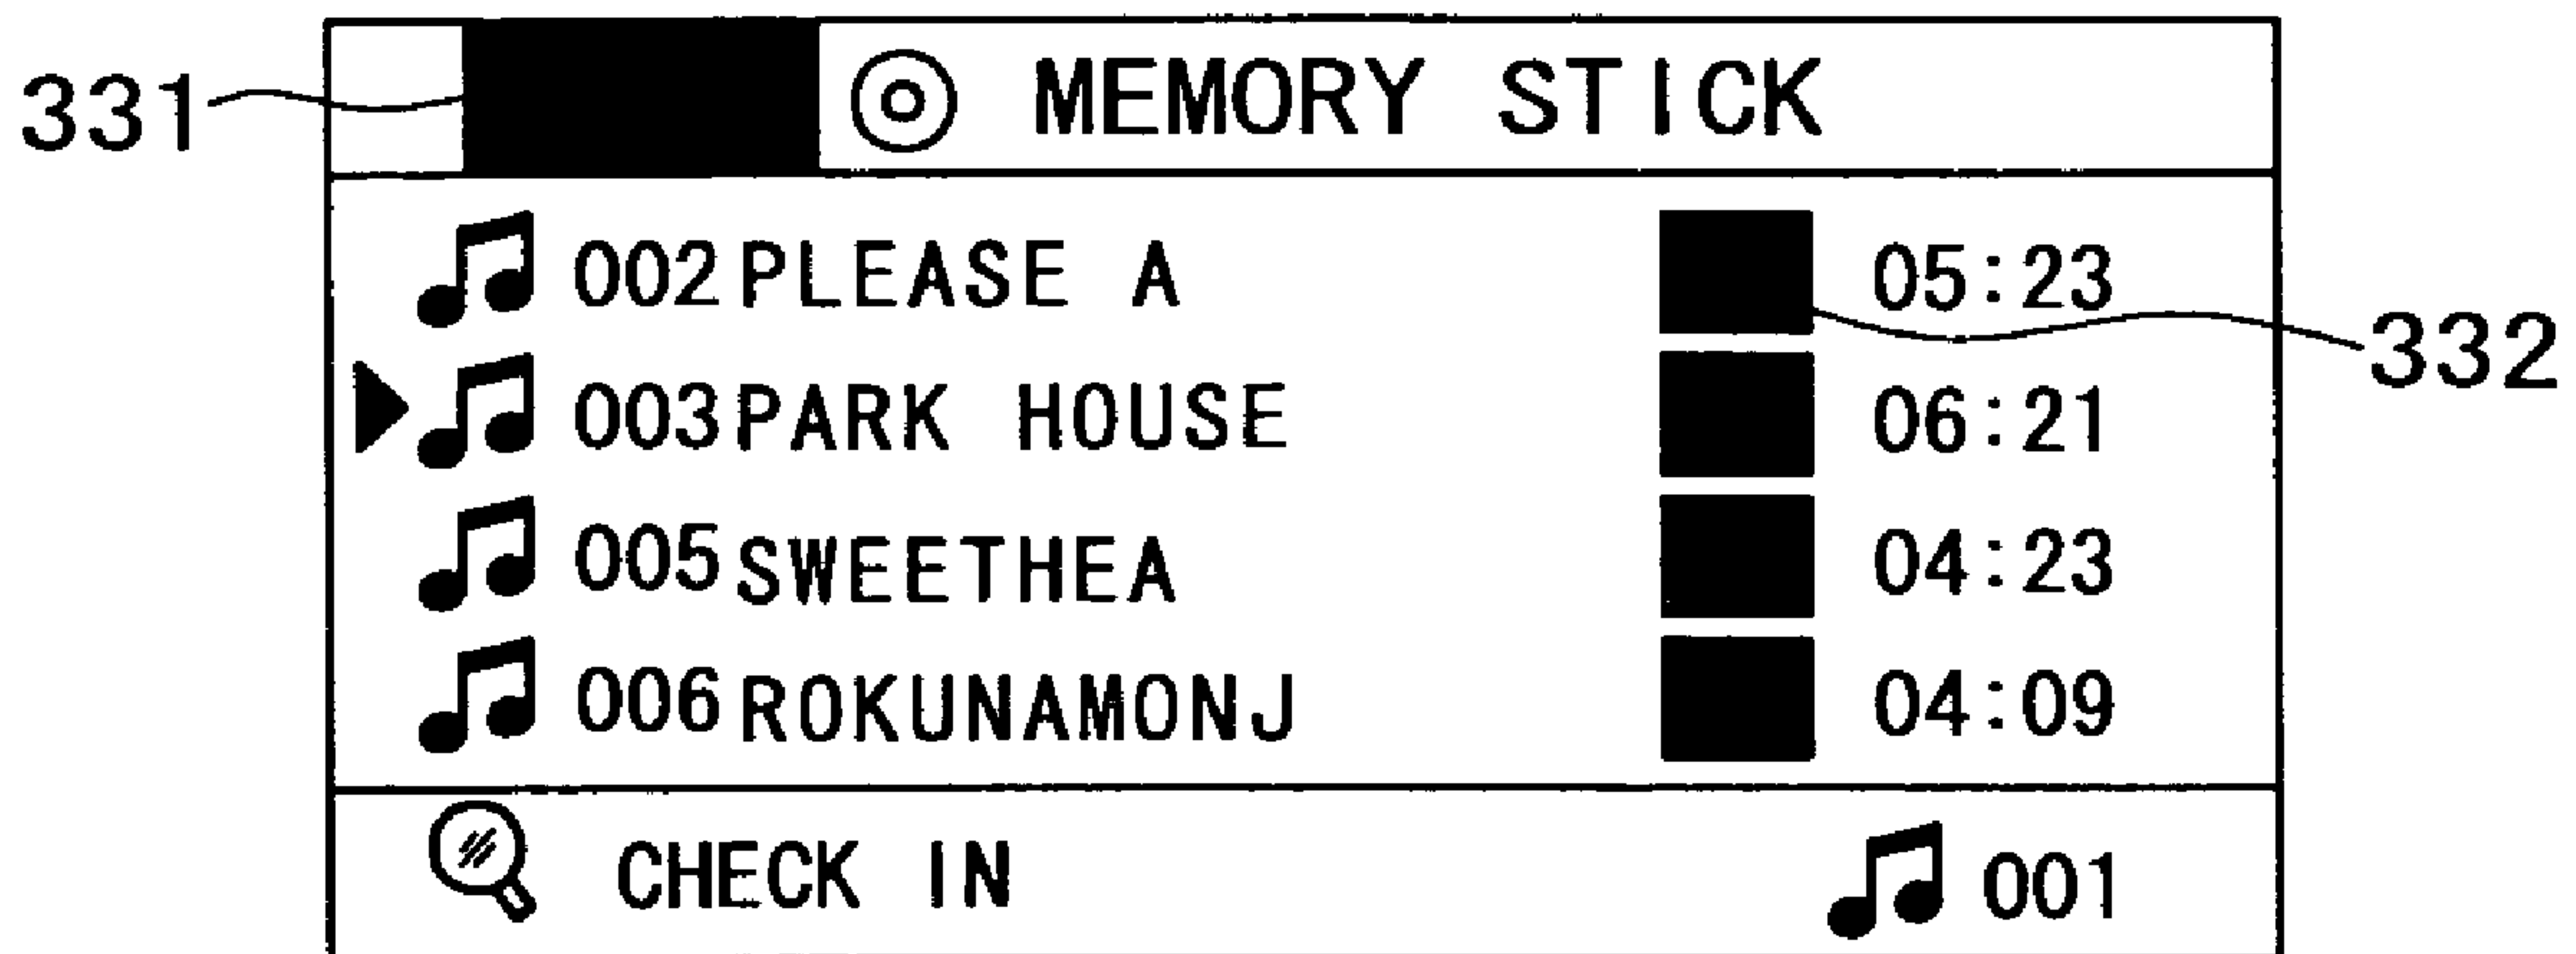 331 MEMORY STICK
002 PLEASE A 05:23
332
003 PARK HOUSE 06:21
005 SWEETHEA 04:23
006 ROKUNAMONJ 04:09
CHECK IN 001